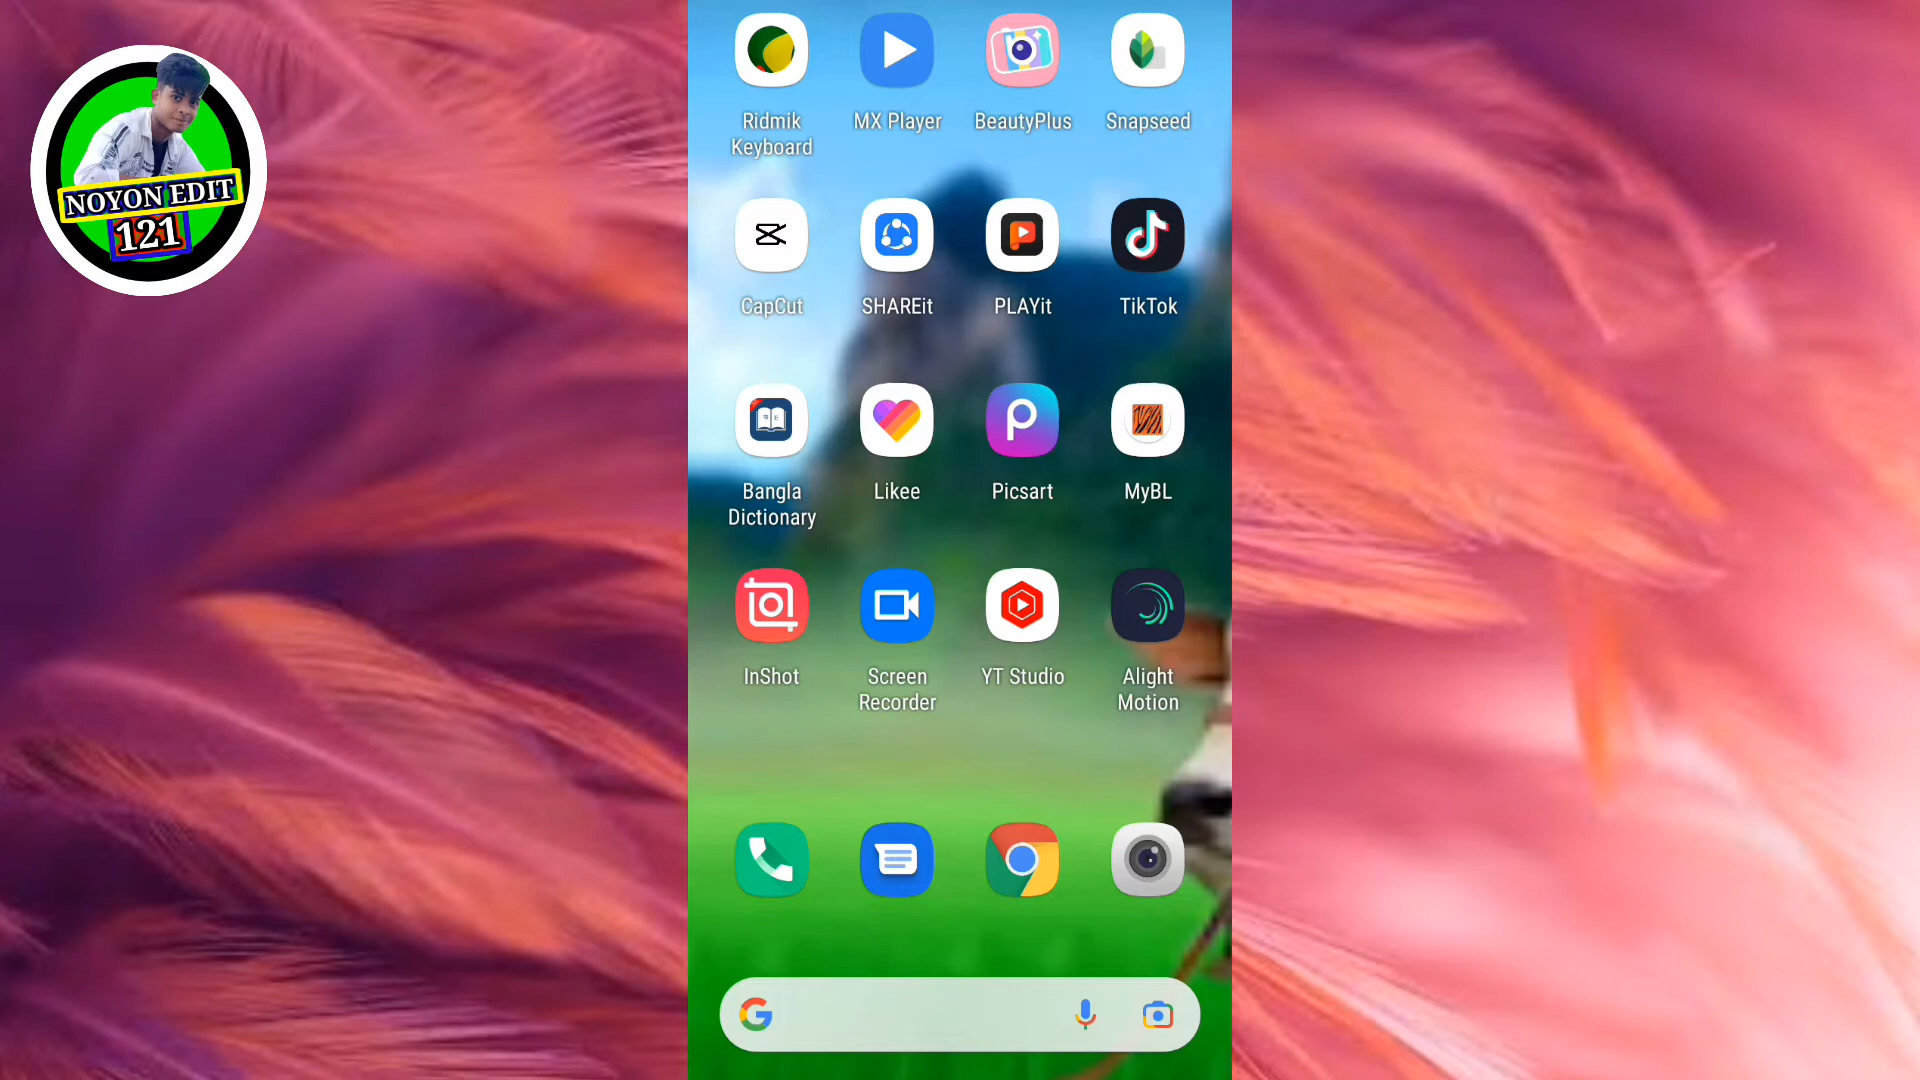 NOYON EDIT
121
Ridmik
Keyboard
MX Player
BeautyPlus
Snapseed
CapCut
SHAREit
PLAYit
TikTok
Bangla
Dictionary
Likee
Picsart
MyBL
InShot
Screen
Recorder
YT Studio
Alight
Motion